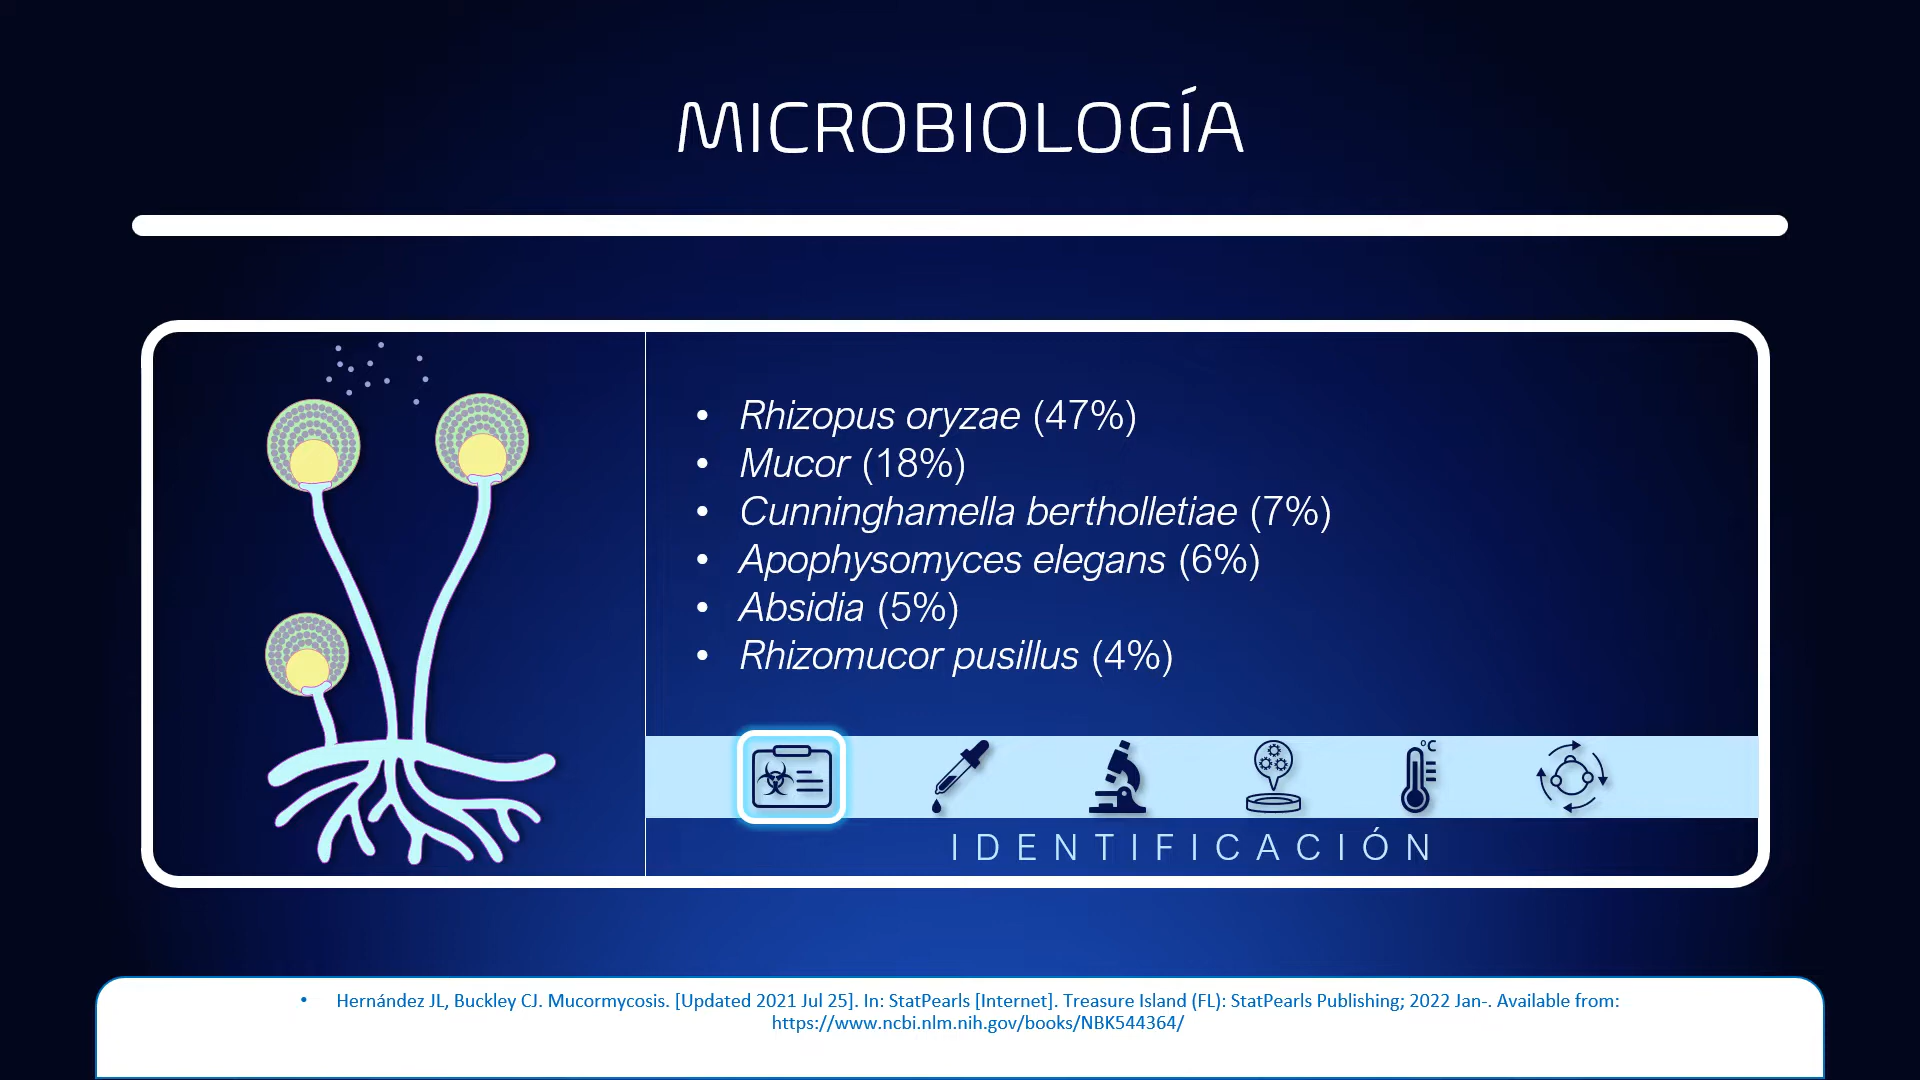 MICROBIOLOGÍA
• Rhizopus oryzae (47%)
• Mucor (18%)
• Cunninghamella bertholletiae (7%)
• Apophysomyces elegans (6%)
• Absidia (5%)
• Rhizomucor pusillus (4%)
°C
IDENTIFICACIÓN
• Hernández JL, Buckley CJ. Mucormycosis. [Updated 2021 Jul 25]. In: StatPearls [Internet]. Treasure Island (FL): StatPearls Publishing; 2022 Jan-. Available from:
https://www.ncbi.nlm.nih.gov/books/NBK544364/